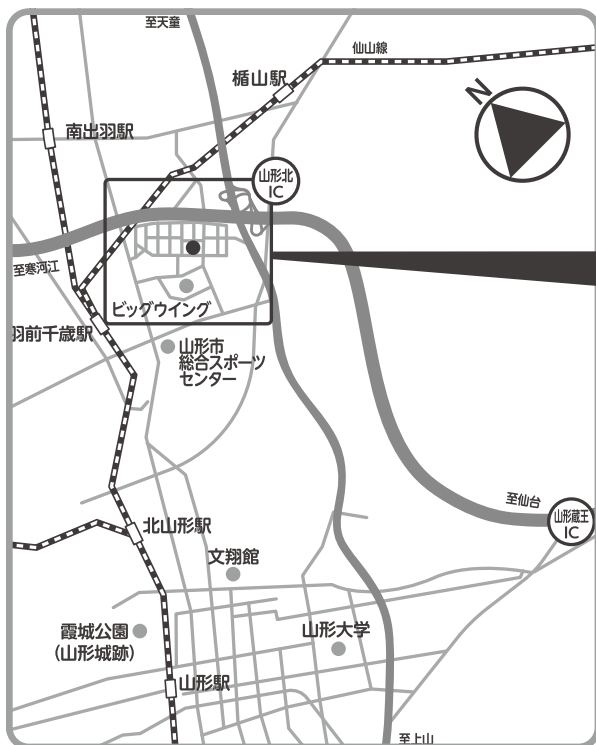 至天童
仙山線
楯山駅
N
南出羽駅
山形北
IC
至寒河江
ビッグウイング
羽前千歳駅
山形市
総合スポーツ
センター
至仙台
山形蔵王
IC
北山形駅
文翔館
霞城公園
(山形城跡)
山形大学
山形駅
至上山